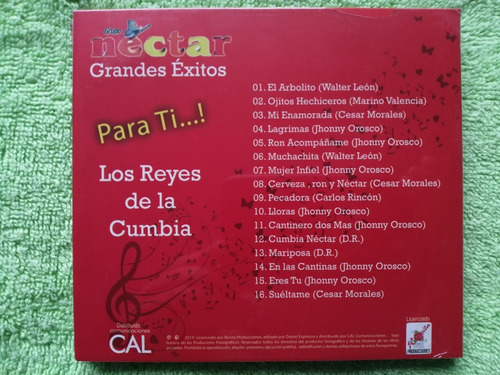 Grupo
néctar
Grandes Éxitos
Para Ti...!
Los Reyes
de la
Cumbia
01. El Arbolito (Walter León)
02. Ojitos Hechiceros (Marino Valencia)
03. Mi Enamorada (Cesar Morales)
04. Lagrimas (Jhonny Orosco)
05. Ron Acompáñame (Jhonny Orosco)
06. Muchachita (Walter León)
07. Mujer Infiel (Jhonny Orosco)
08. Cerveza , ron y Néctar (Cesar Morales)
09. Pecadora (Carlos Rincón)
10. Lloras (Jhonny Orosco)
11. Cantinero dos Mas (Jhonny Orosco)
12. Cumbia Néctar (D.R.)
13. Mariposa (D.R.)
14. En las Cantinas (Jhonny Orosco)
15. Eres Tu (Jhonny Orosco)
16. Suéltame (Cesar Morales)
Distribuido
comunicaciones
CAL
Licenciado